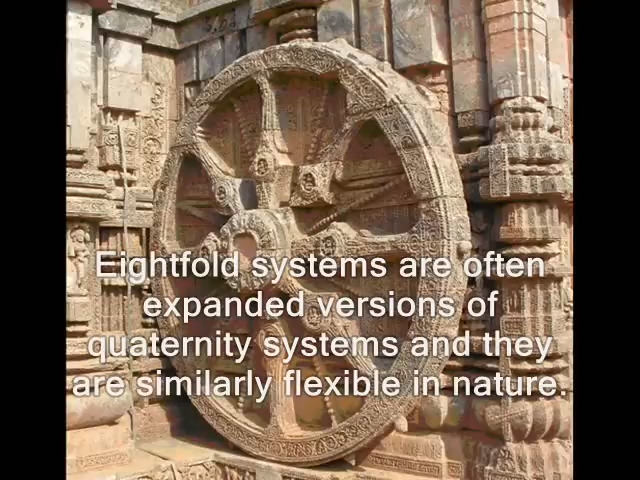 Eightfold systems are often
expanded versions of
quaternity systems and they
are similarly flexible in nature.